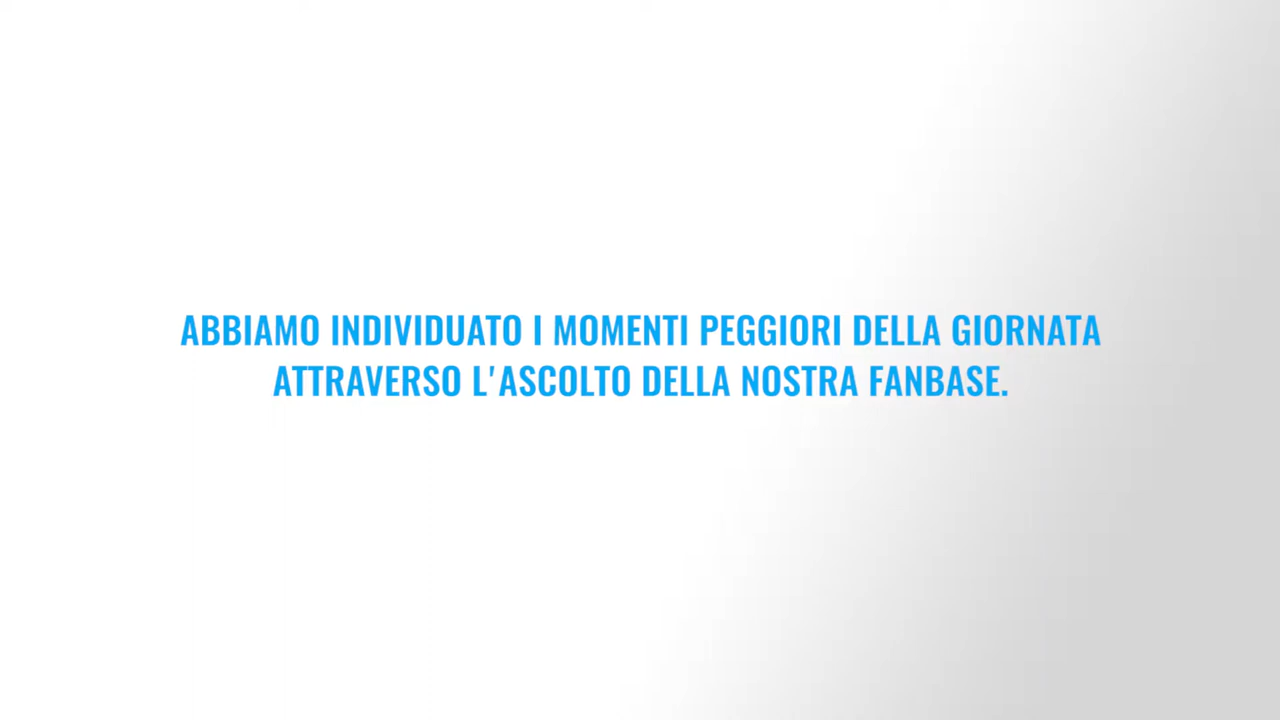 ABBIAMO INDIVIDUATO I MOMENTI PEGGIORI DELLA GIORNATA
ATTRAVERSO L'ASCOLTO DELLA NOSTRA FANBASE.